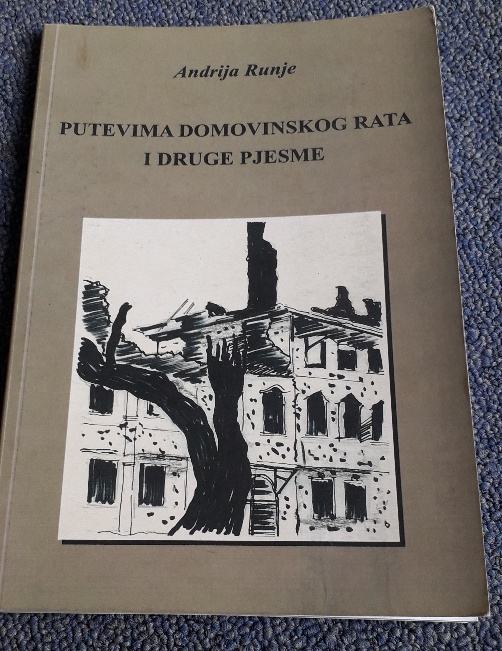 Andrija Runje
PUTEVIMA DOMOVINSKOG RATA
I DRUGE PJESME